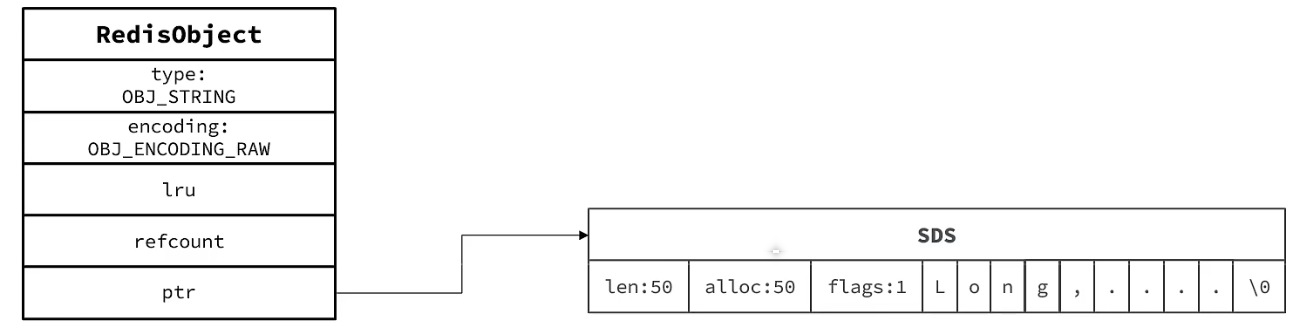 RedisObject
type:
OBJ_STRING
encoding:
OBJ_ENCODING_RAW
lru
refcount
ptr
SDS
len:50 alloc:50 flags:1 L o n g , . . . . \0